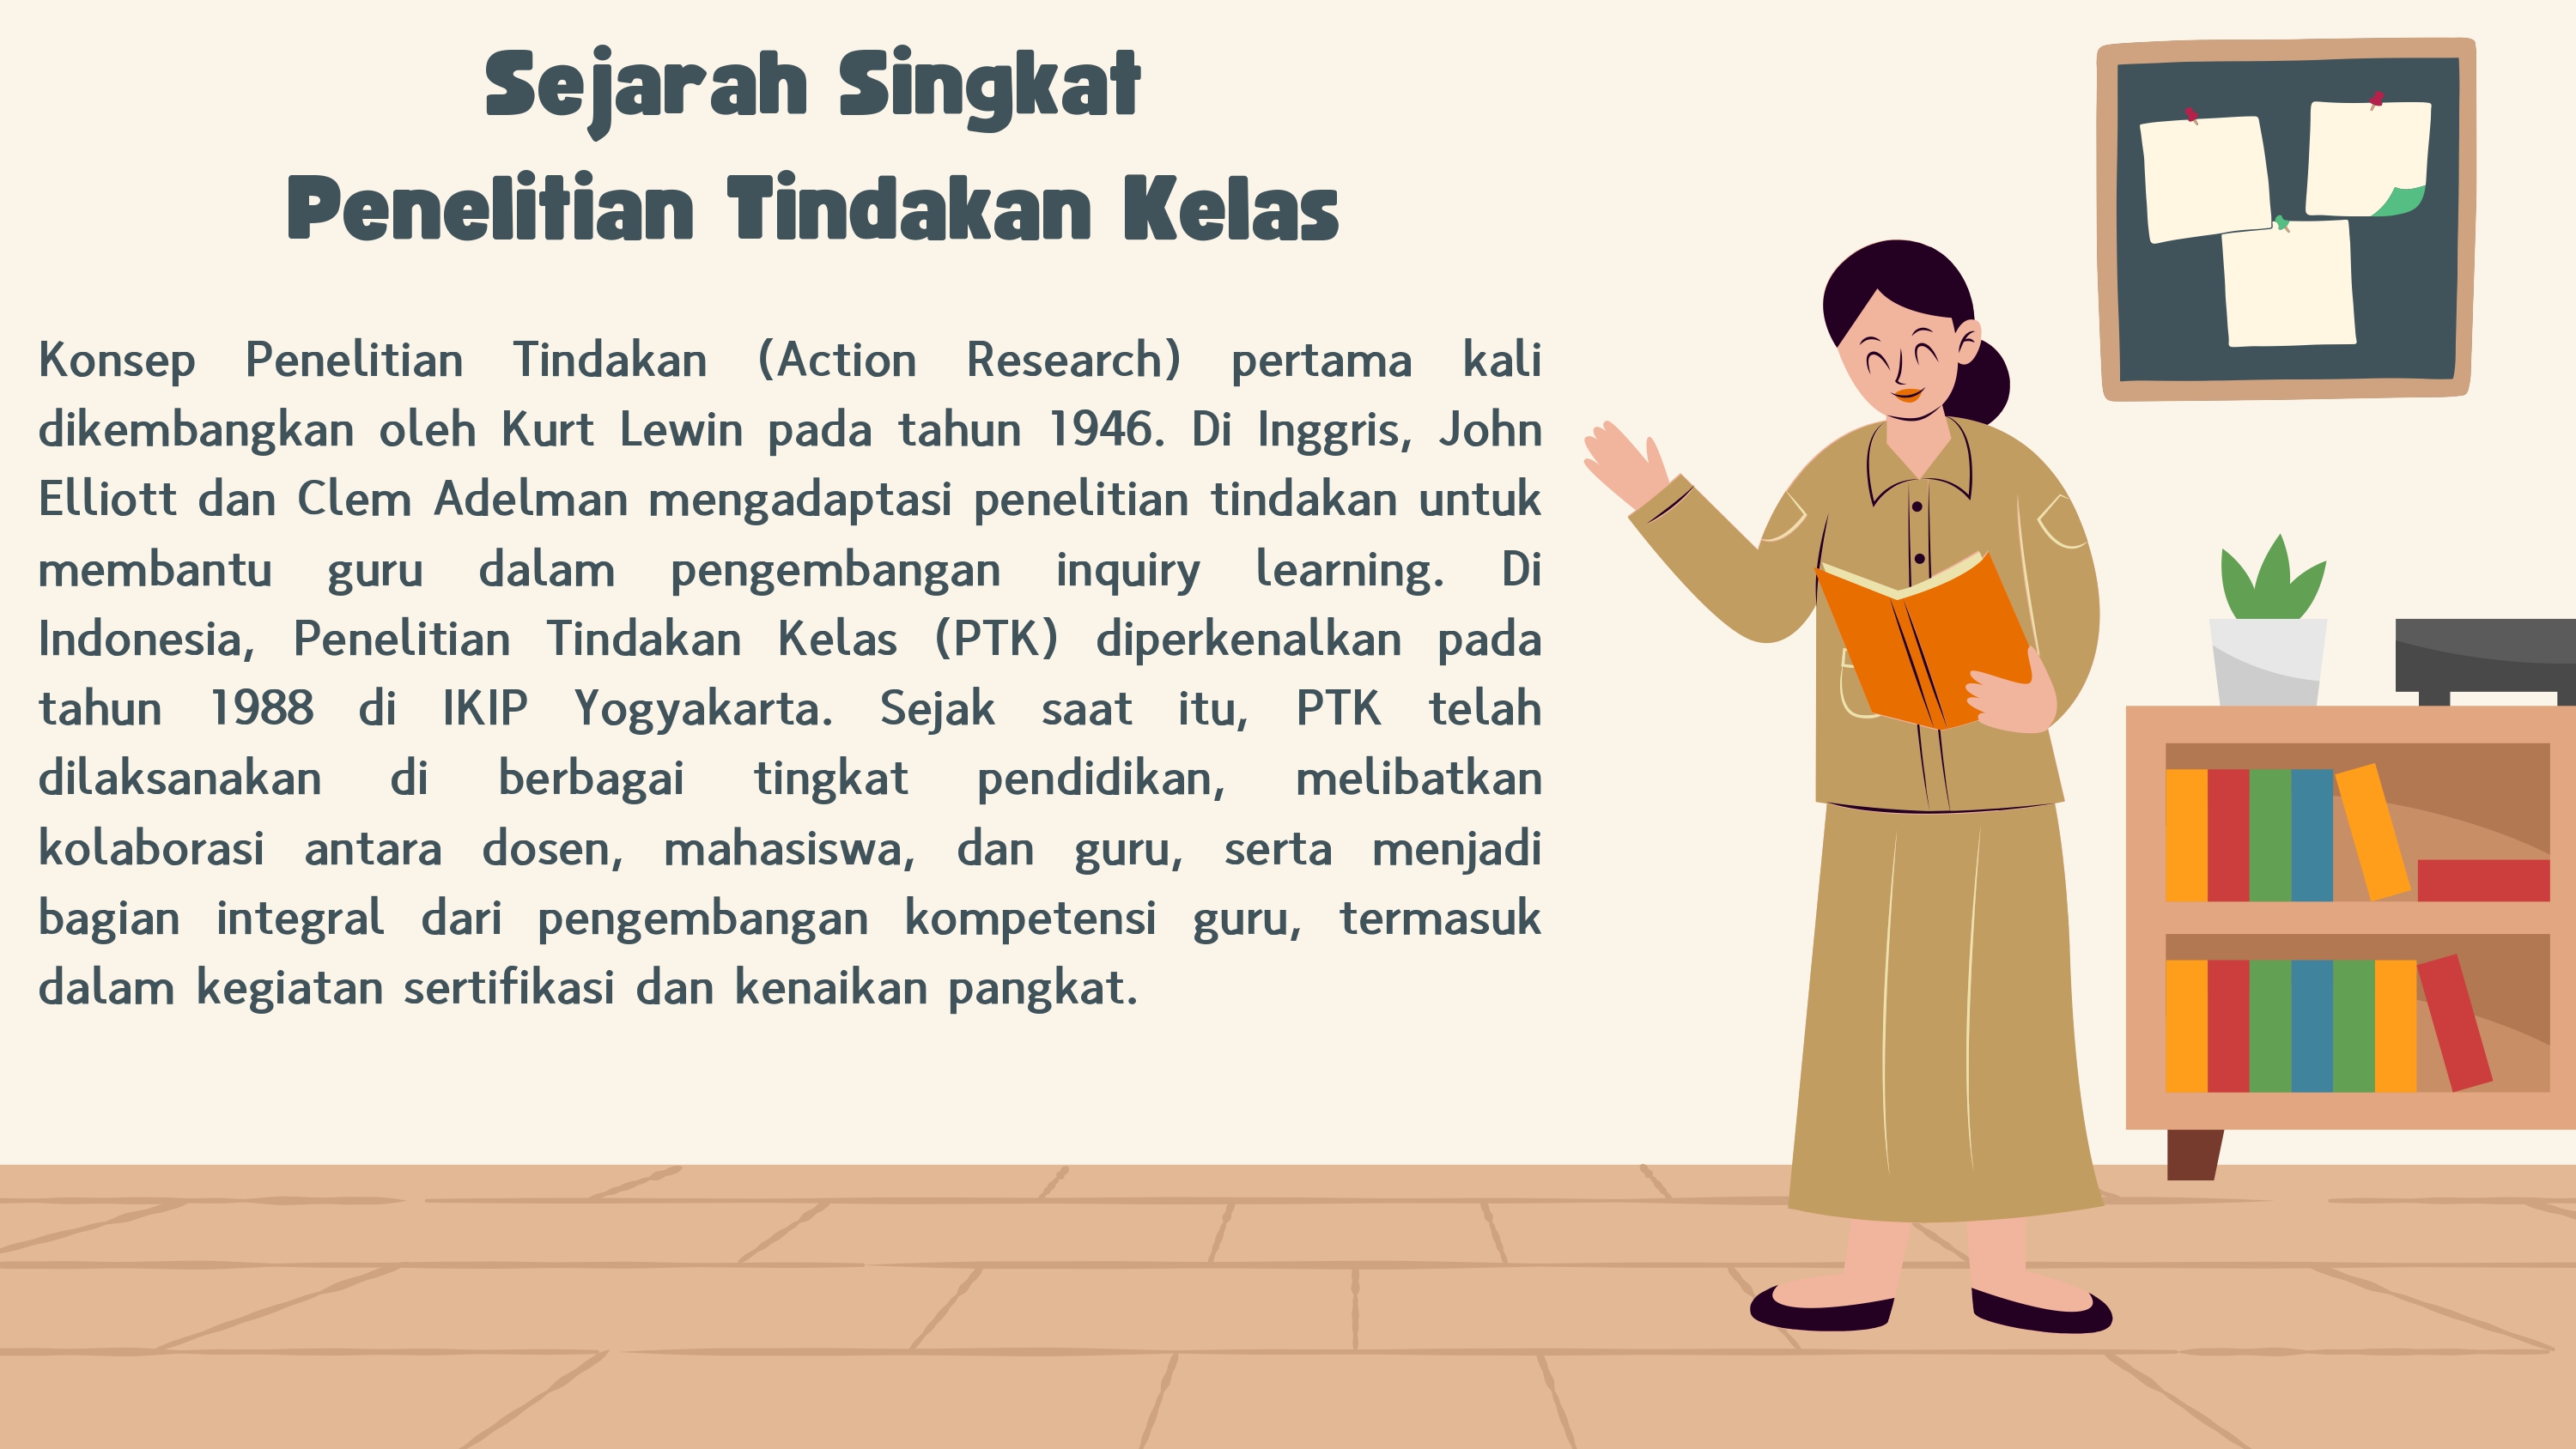 Sejarah Singkat
Penelitian Tindakan Kelas
Konsep Penelitian Tindakan (Action Research) pertama kali
dikembangkan oleh Kurt Lewin pada tahun 1946. Di Inggris, John
Elliott dan Clem Adelman mengadaptasi penelitian tindakan untuk
membantu guru dalam pengembangan inquiry learning. Di
Indonesia, Penelitian Tindakan Kelas (PTK) diperkenalkan pada
tahun 1988 di IKIP Yogyakarta. Sejak saat itu, PTK telah
dilaksanakan di berbagai tingkat pendidikan, melibatkan
kolaborasi antara dosen, mahasiswa, dan guru, serta menjadi
bagian integral dari pengembangan kompetensi guru, termasuk
dalam kegiatan sertifikasi dan kenaikan pangkat.